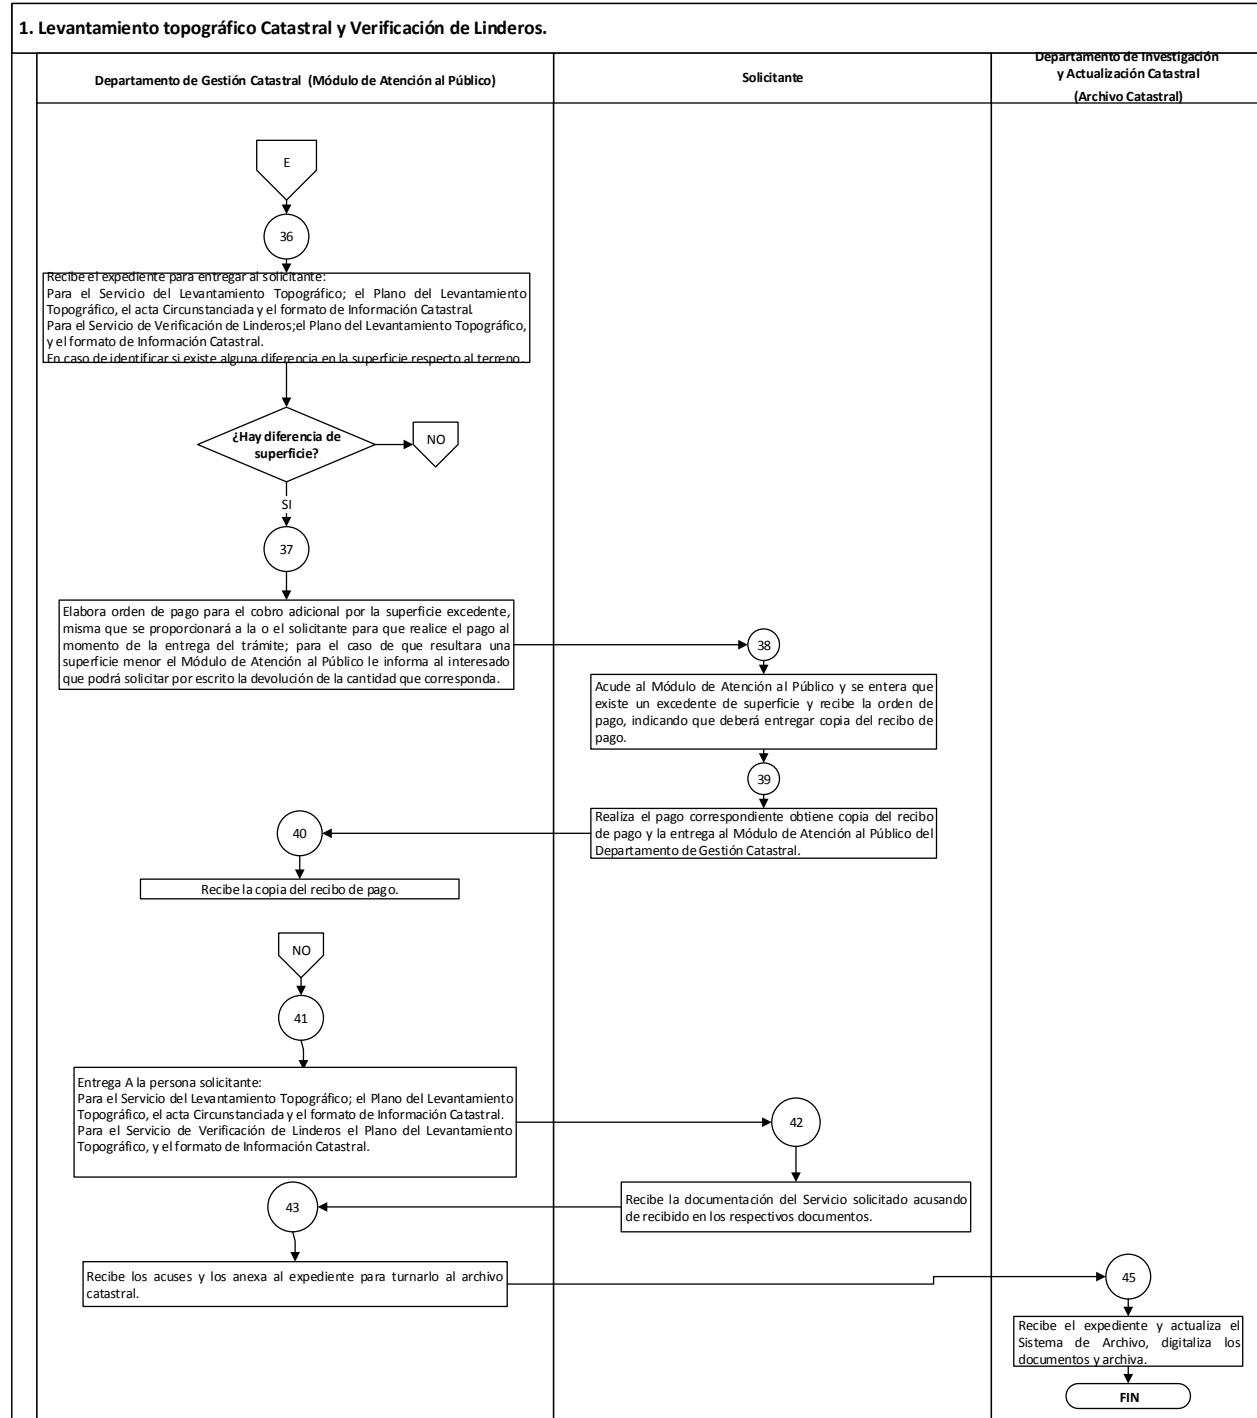 1. Levantamiento topográfico Catastral y Verificación de Linderos.
Departamento de Gestión Catastral (Módulo de Atención al Público)
Solicitante
Departamento de Investigación
y Actualización Catastral
(Archivo Catastral)
E
36
Recibe el expediente para entregar al solicitante:
Para el Servicio del Levantamiento Topográfico; el Plano del Levantamiento
Topográfico, el acta Circunstanciada y el formato de Información Catastral.
Para el Servicio de Verificación de Linderos;el Plano del Levantamiento Topográfico,
y el formato de Información Catastral.
En caso de identificar si existe alguna diferencia en la superficie respecto al terreno.
¿Hay diferencia de
superficie?
NO
SI
37
Elabora orden de pago para el cobro adicional por la superficie excedente,
misma que se proporcionará a la o el solicitante para que realice el pago al
momento de la entrega del trámite; para el caso de que resultara una
superficie menor el Módulo de Atención al Público le informa al interesado
que podrá solicitar por escrito la devolución de la cantidad que corresponda.
38
Acude al Módulo de Atención al Público y se entera que
existe un excedente de superficie y recibe la orden de
pago, indicando que deberá entregar copia del recibo de
pago.
39
Realiza el pago correspondiente obtiene copia del recibo
de pago y la entrega al Módulo de Atención al Público del
Departamento de Gestión Catastral.
40
Recibe la copia del recibo de pago.
NO
41
Entrega A la persona solicitante:
Para el Servicio del Levantamiento Topográfico; el Plano del Levantamiento
Topográfico, el acta Circunstanciada y el formato de Información Catastral.
Para el Servicio de Verificación de Linderos el Plano del Levantamiento
Topográfico, y el formato de Información Catastral.
42
Recibe la documentación del Servicio solicitado acusando
de recibido en los respectivos documentos.
43
Recibe los acuses y los anexa al expediente para turnarlo al archivo
catastral.
45
Recibe el expediente y actualiza el
Sistema de Archivo, digitaliza los
documentos y archiva.
FIN